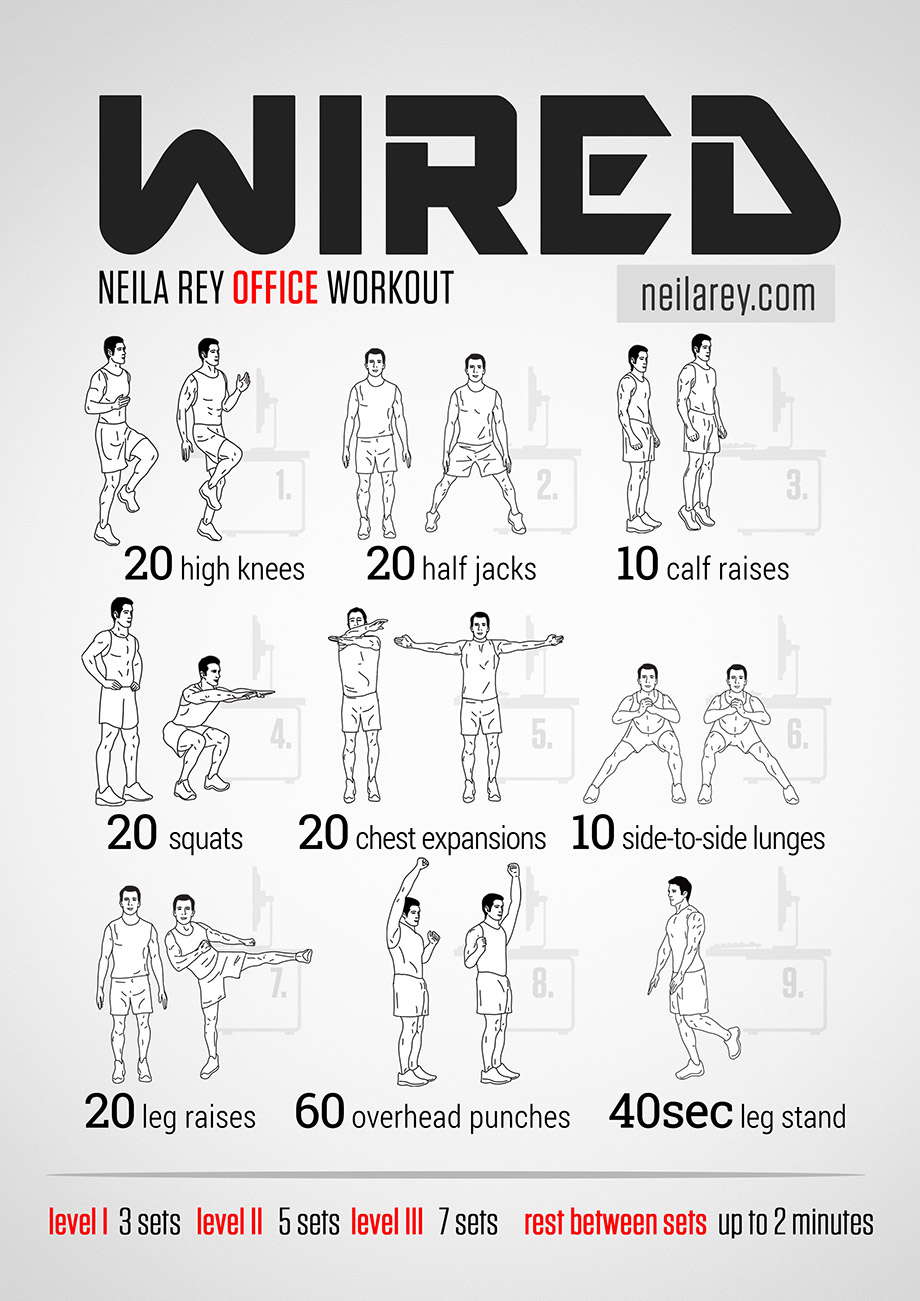 WIRED
NEILA REY OFFICE WORKOUT
neilarey.com
1.
2.
3.
20 high knees
20 half jacks
10 calf raises
4.
5.
6.
20 squats
20 chest expansions
10 side-to-side lunges
7.
8.
9.
20 leg raises
60 overhead punches
40sec leg stand
level I 3 sets level II 5 sets level III 7 sets rest between sets up to 2 minutes